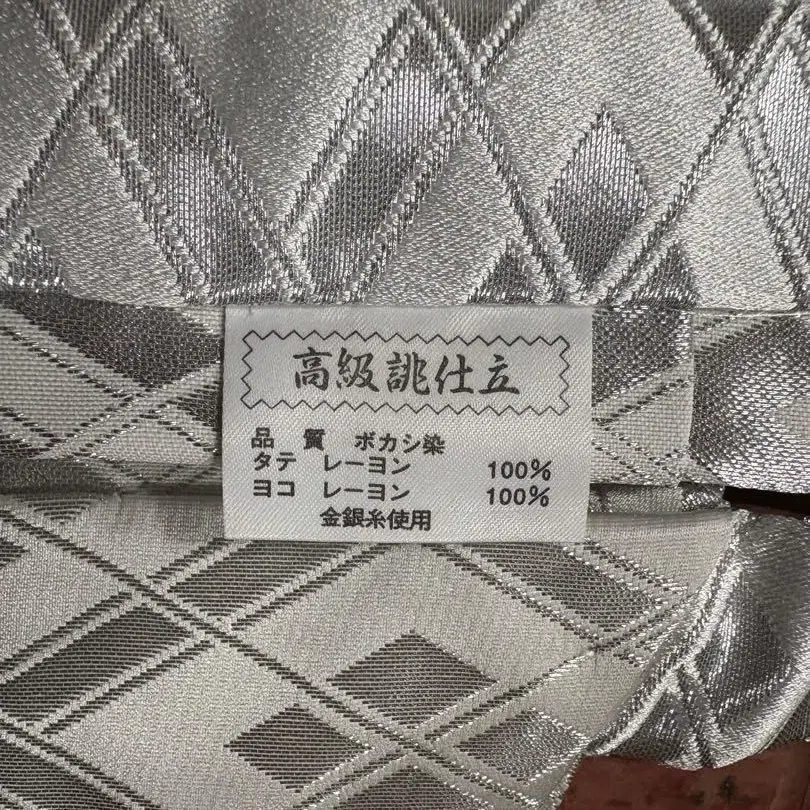 高級誂仕立
品 質 ボカシ染
タテ レーヨン 100%
ヨコ レーヨン 100%
金銀糸使用